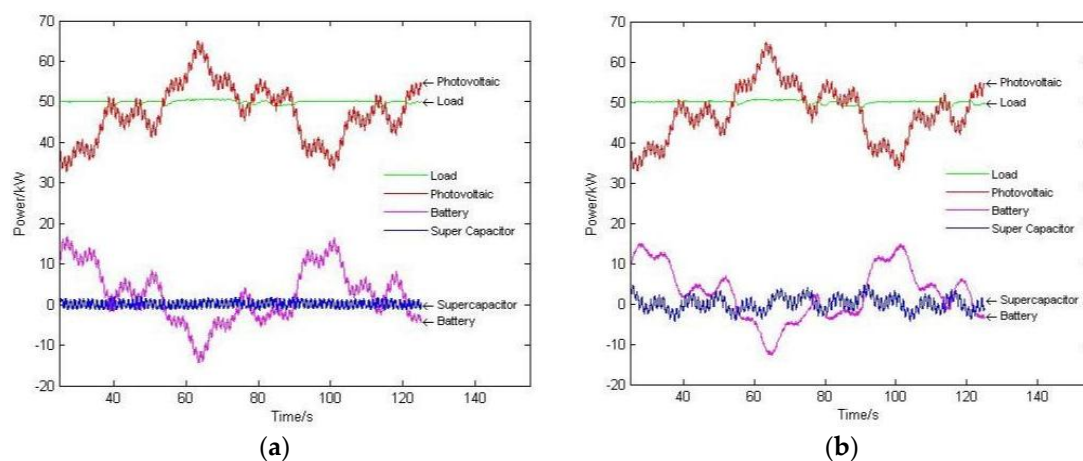 70
60
50
40
30
20
10
0
-10
-20
Power/kW
40 60 80 100 120 140
Time/s
← Photovoltaic
← Load
Load
Photovoltaic
Battery
Super Capacitor
← Supercapacitor
← Battery
(a)
70
60
50
40
30
20
10
0
-10
-20
Power/kW
40 60 80 100 120 140
Time/s
← Photovoltaic
← Load
Load
Photovoltaic
Battery
Super Capacitor
← Supercapacitor
← Battery
(b)